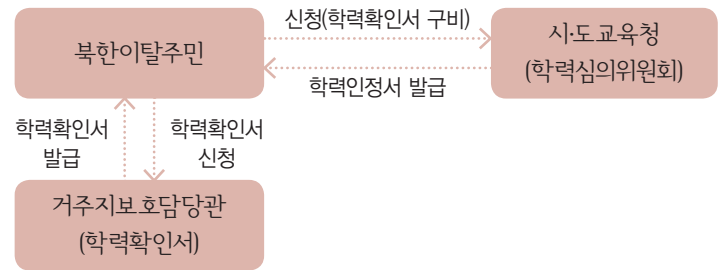 신청(학력확인서 구비)
북한이탈주민
시·도교육청
(학력심의위원회)
학력인정서 발급
학력확인서
발급
학력확인서
신청
거주지보호담당관
(학력확인서)